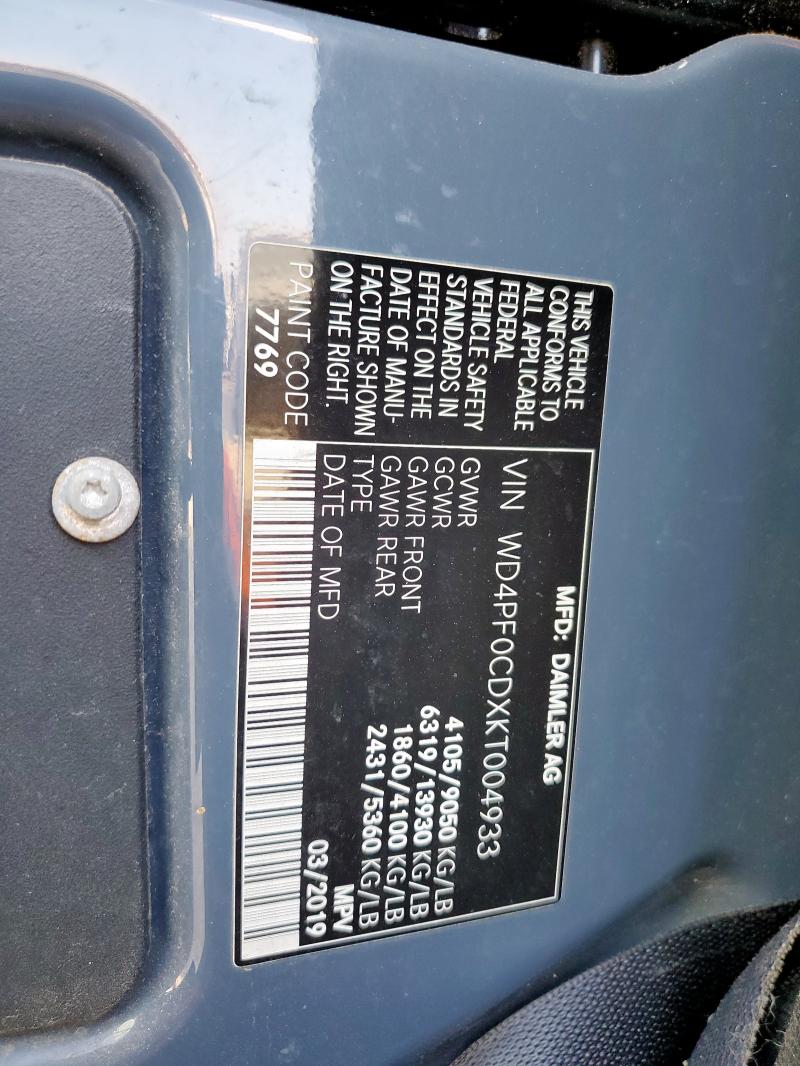 THIS VEHICLE
CONFORMS TO
ALL APPLICABLE
FEDERAL
VEHICLE SAFETY
STANDARDS IN
EFFECT ON THE
DATE OF MANU-
FACTURE SHOWN
ON THE RIGHT.
PAINT CODE
7769
MFD: DAIMLER AG
VIN WD4PF0CDXKT004933
GVWR 4105/9050 KG/LB
GCWR 6319/13930 KG/LB
GAWR FRONT 1860/4100 KG/LB
GAWR REAR 2431/5360 KG/LB
TYPE MPV
DATE OF MFD 03/2019